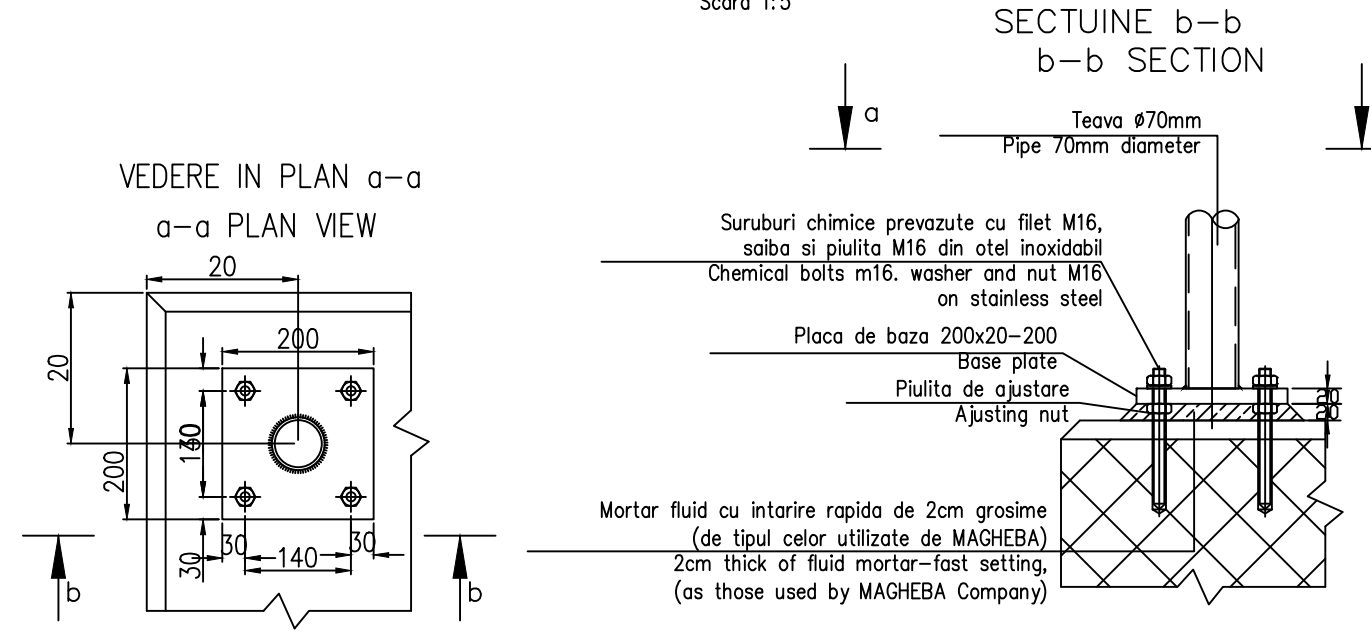 Scara 1:5
SECTUINE b-b
b-b SECTION
a
Teava ø70mm
Pipe 70mm diameter
VEDERE IN PLAN a-a
a-a PLAN VIEW
Suruburi chimice prevazute cu filet M16,
saiba si piulita M16 din otel inoxidabil
Chemical bolts m16. washer and nut M16
on stainless steel
20
20
200
200
30
30
140
30
b
b
Placa de baza 200x20-200
Base plate
Piulita de ajustare
Ajusting nut
20
20
Mortar fluid cu intarire rapida de 2cm grosime
(de tipul celor utilizate de MAGHEBA)
2cm thick of fluid mortar-fast setting,
(as those used by MAGHEBA Company)